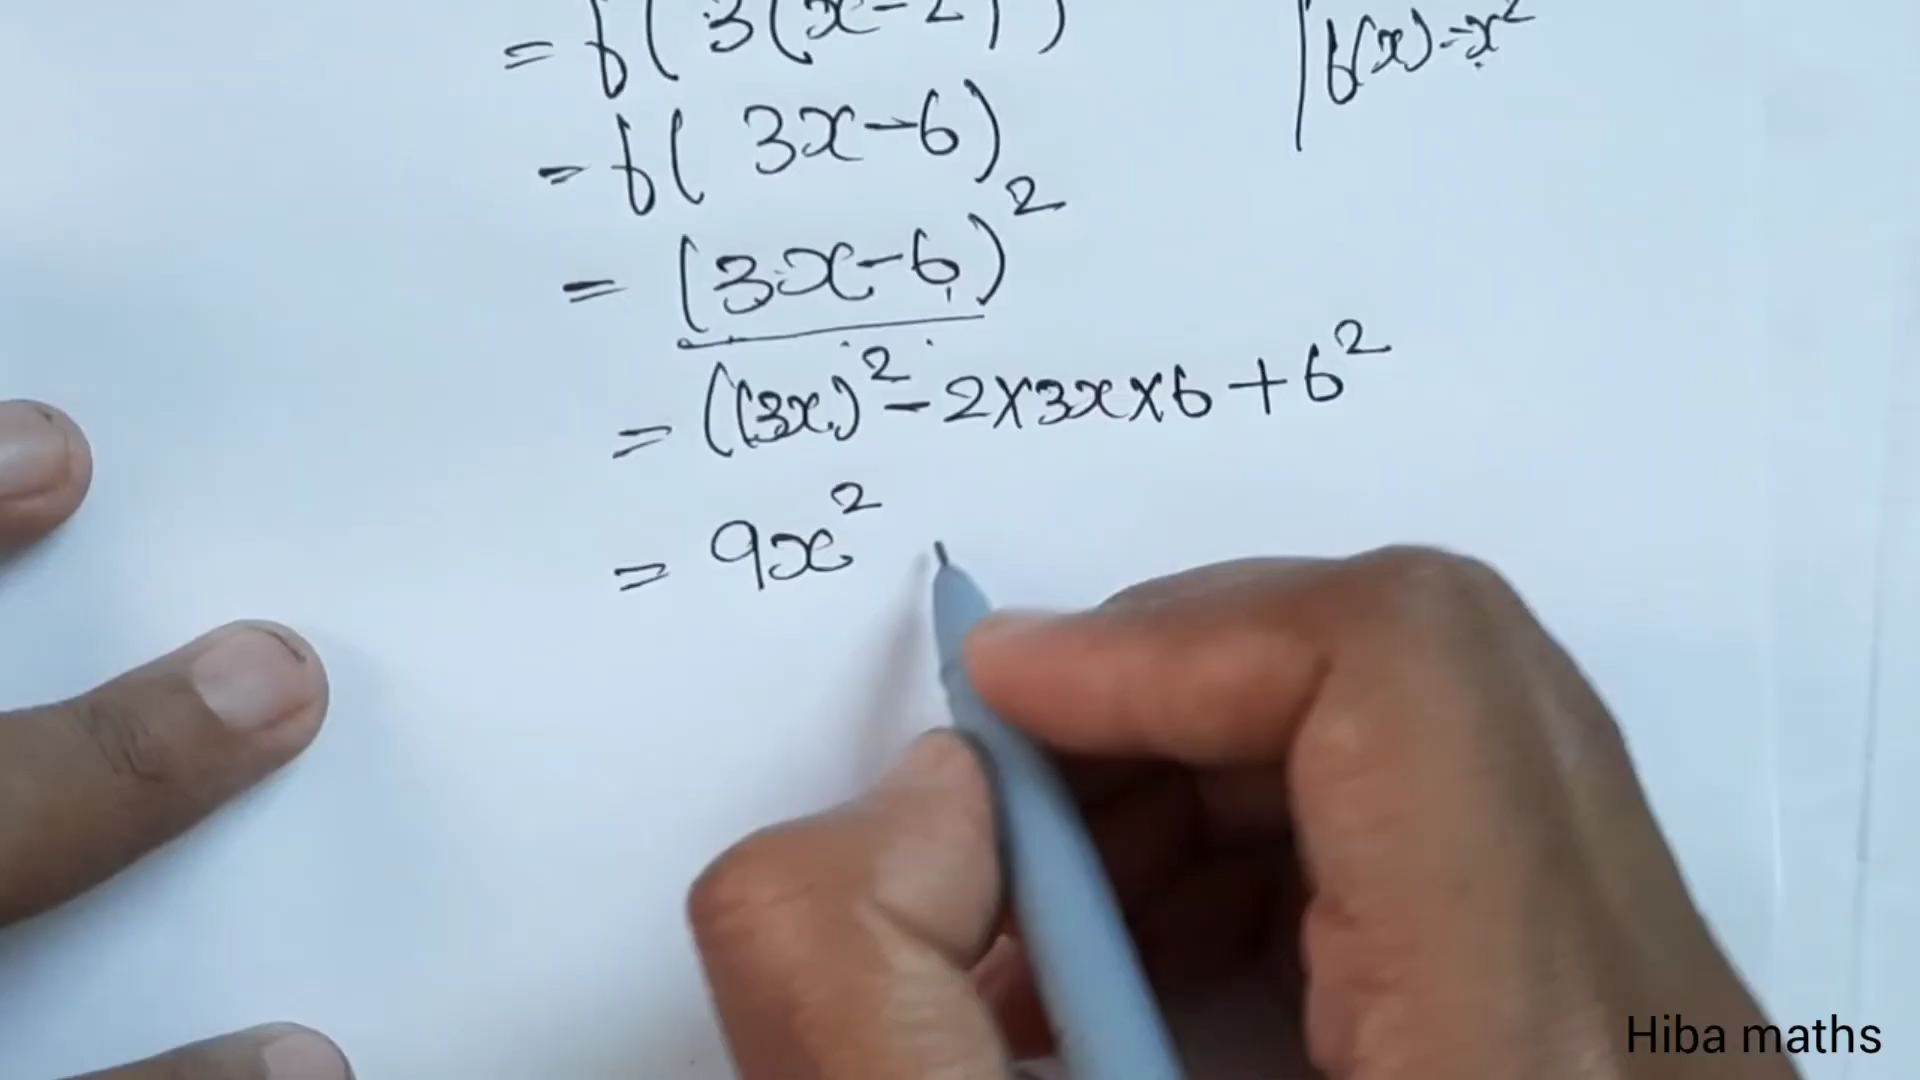 = f(3(x-2))
f(x)=x²
= f(3x-6)
= (3x-6)²
= ((3x)² - 2×3x×6 + 6²
= 9x²
Hiba maths